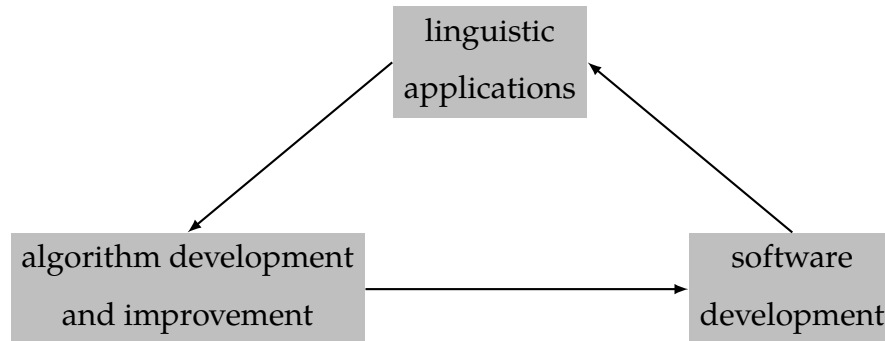 linguistic
applications
algorithm development
and improvement
software
development